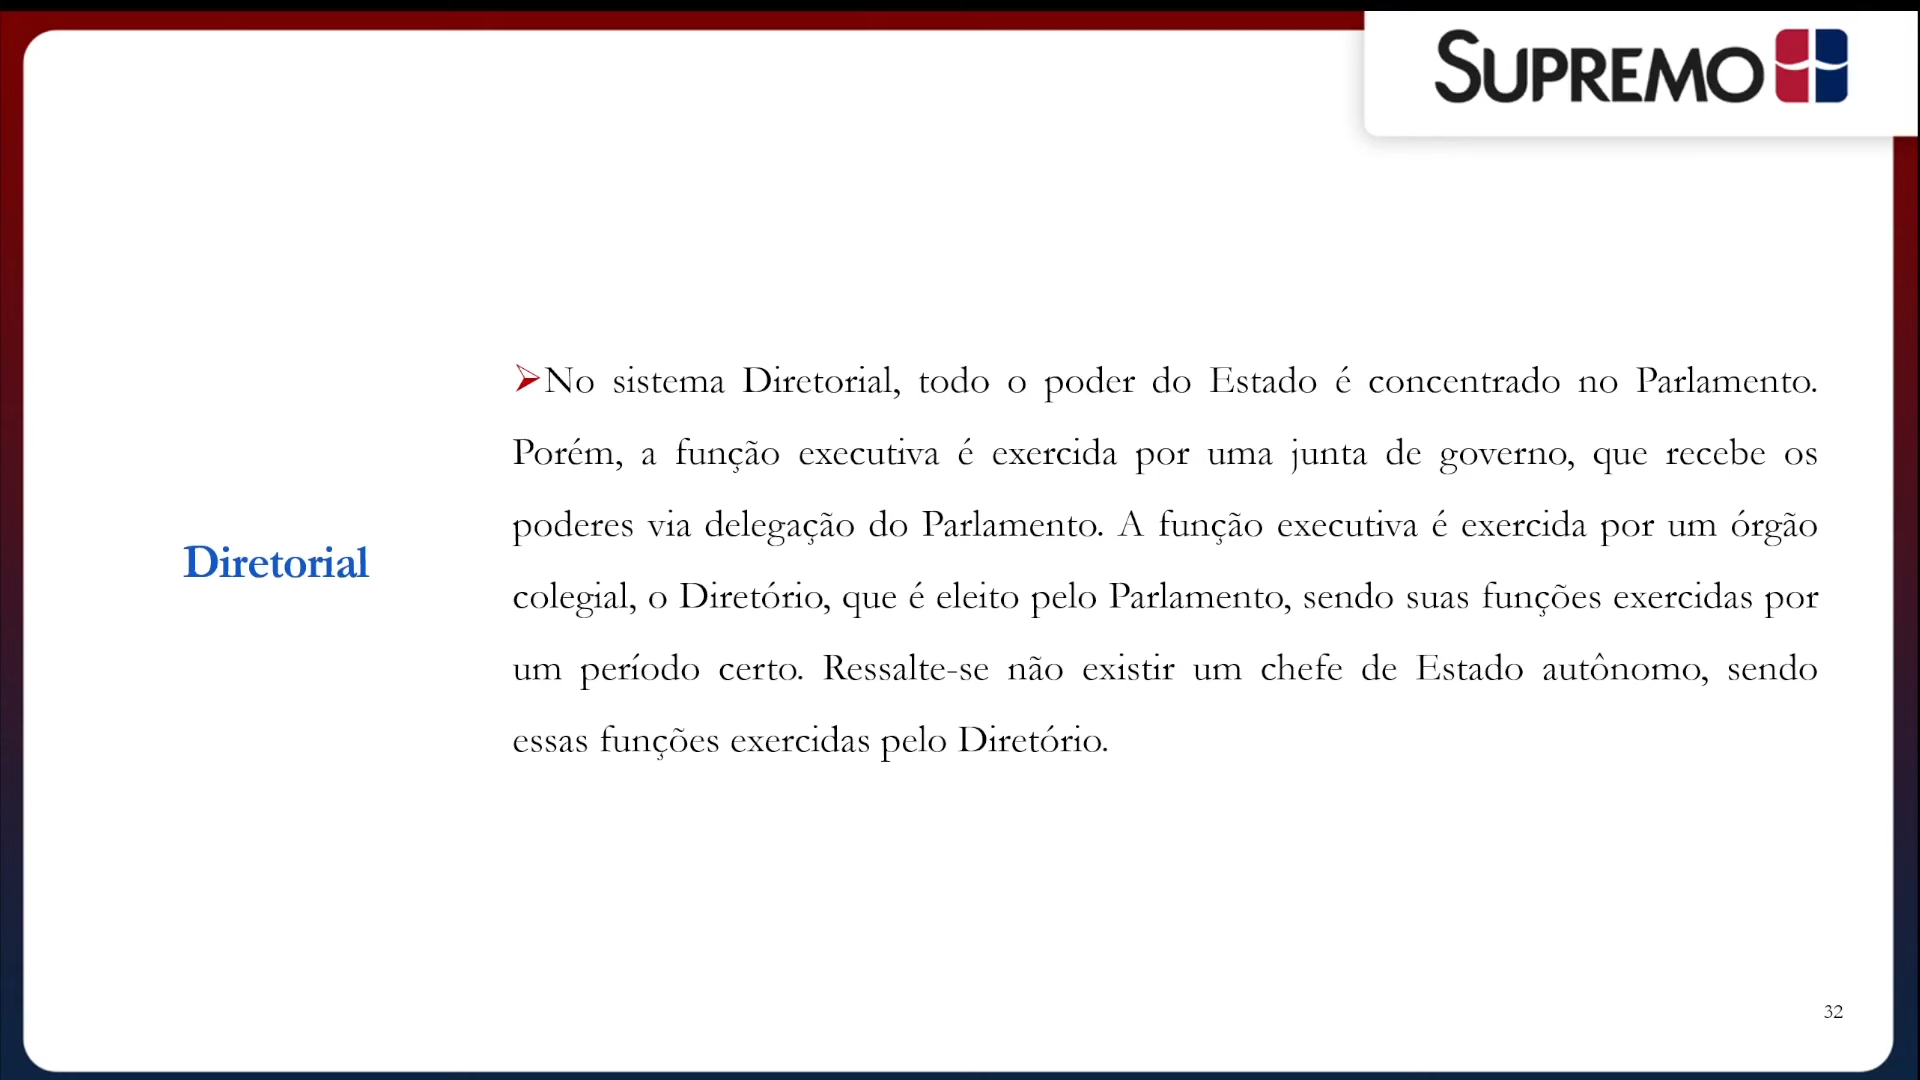 SUPREMO
Diretorial
➢No sistema Diretorial, todo o poder do Estado é concentrado no Parlamento.
Porém, a função executiva é exercida por uma junta de governo, que recebe os
poderes via delegação do Parlamento. A função executiva é exercida por um órgão
colegial, o Diretório, que é eleito pelo Parlamento, sendo suas funções exercidas por
um período certo. Ressalte-se não existir um chefe de Estado autônomo, sendo
essas funções exercidas pelo Diretório.
32